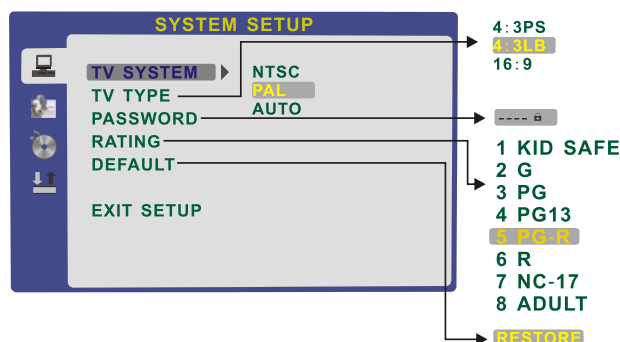 SYSTEM SETUP
TV SYSTEM
TV TYPE
PASSWORD
RATING
DEFAULT
EXIT SETUP
NTSC
PAL
AUTO
4:3PS
4:3LB
16:9
----
1 KID SAFE
2 G
3 PG
4 PG13
5 PG-R
6 R
7 NC-17
8 ADULT
RESTORE